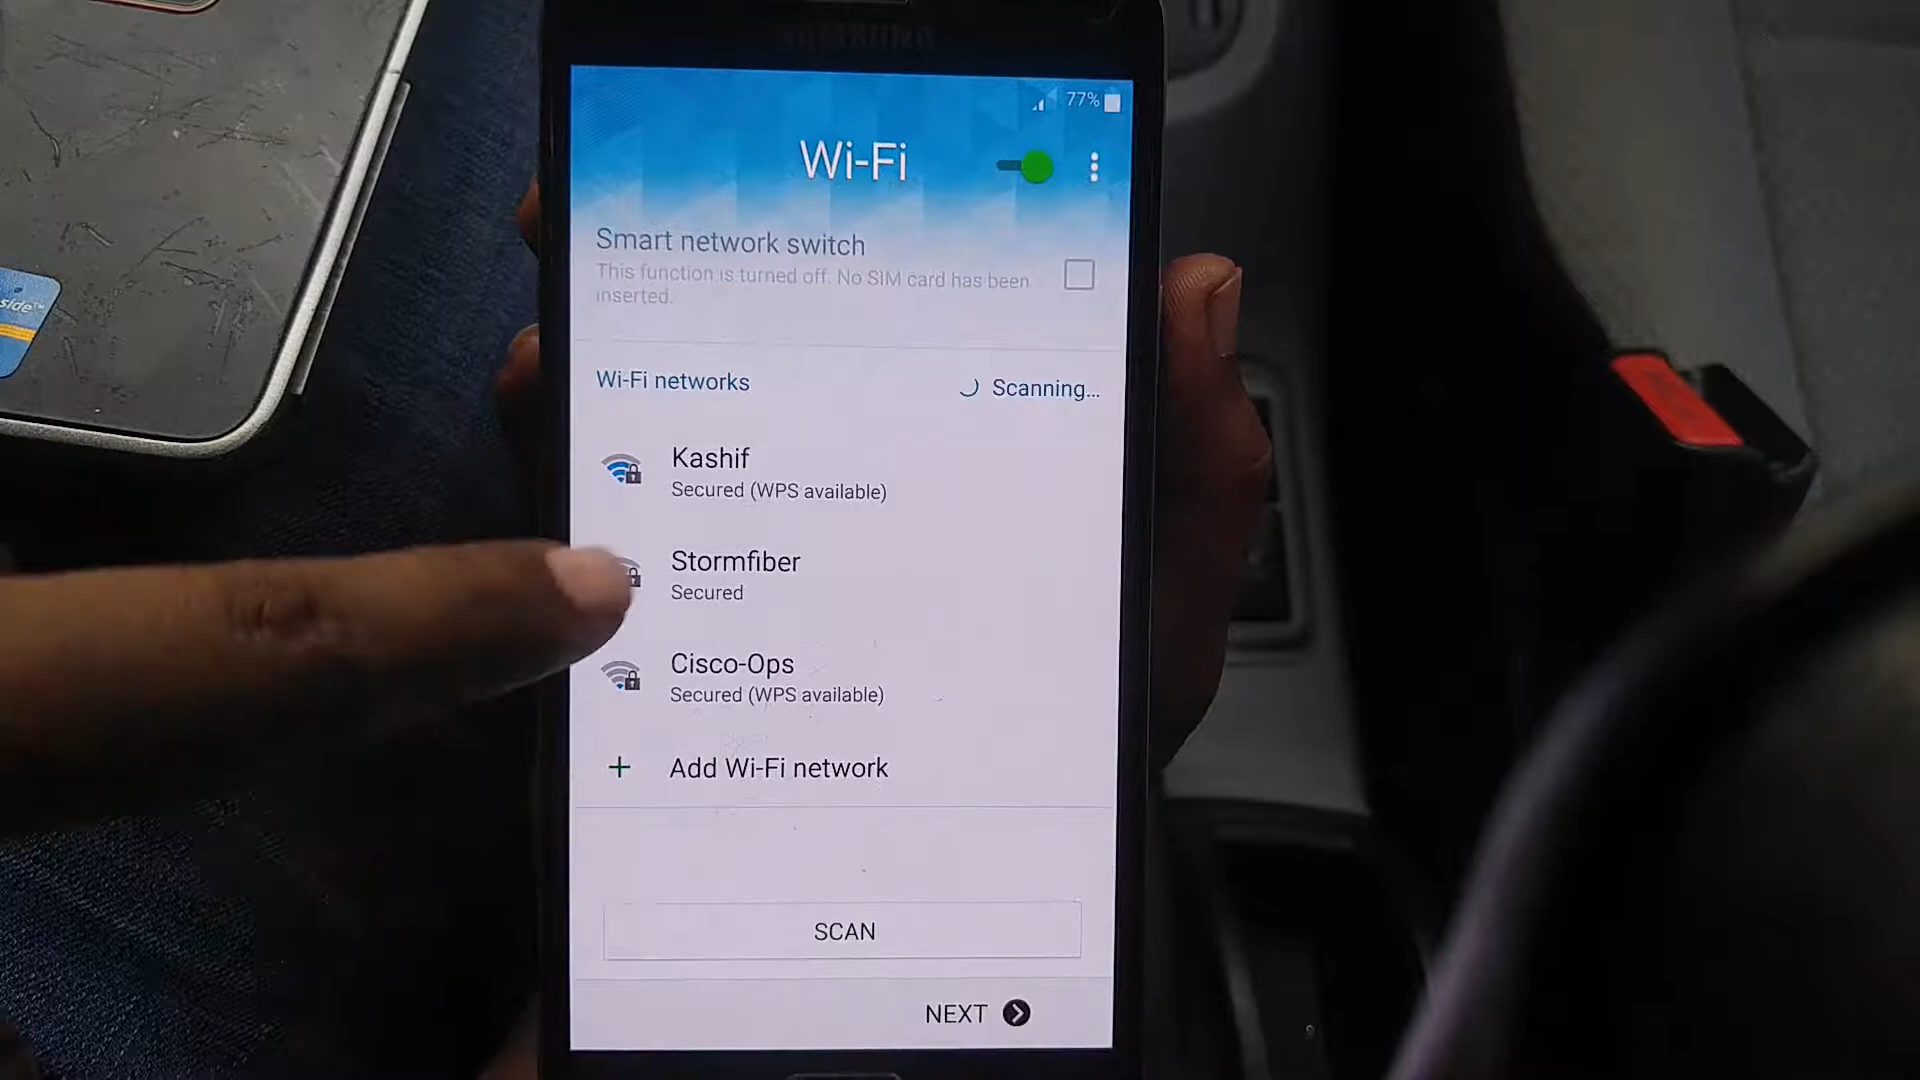 SAMSUNG
77%
Wi-Fi
Smart network switch
This function is turned off. No SIM card has been
inserted.
Wi-Fi networks
Scanning...
Kashif
Secured (WPS available)
Stormfiber
Secured
Cisco-Ops
Secured (WPS available)
Add Wi-Fi network
SCAN
NEXT
side™